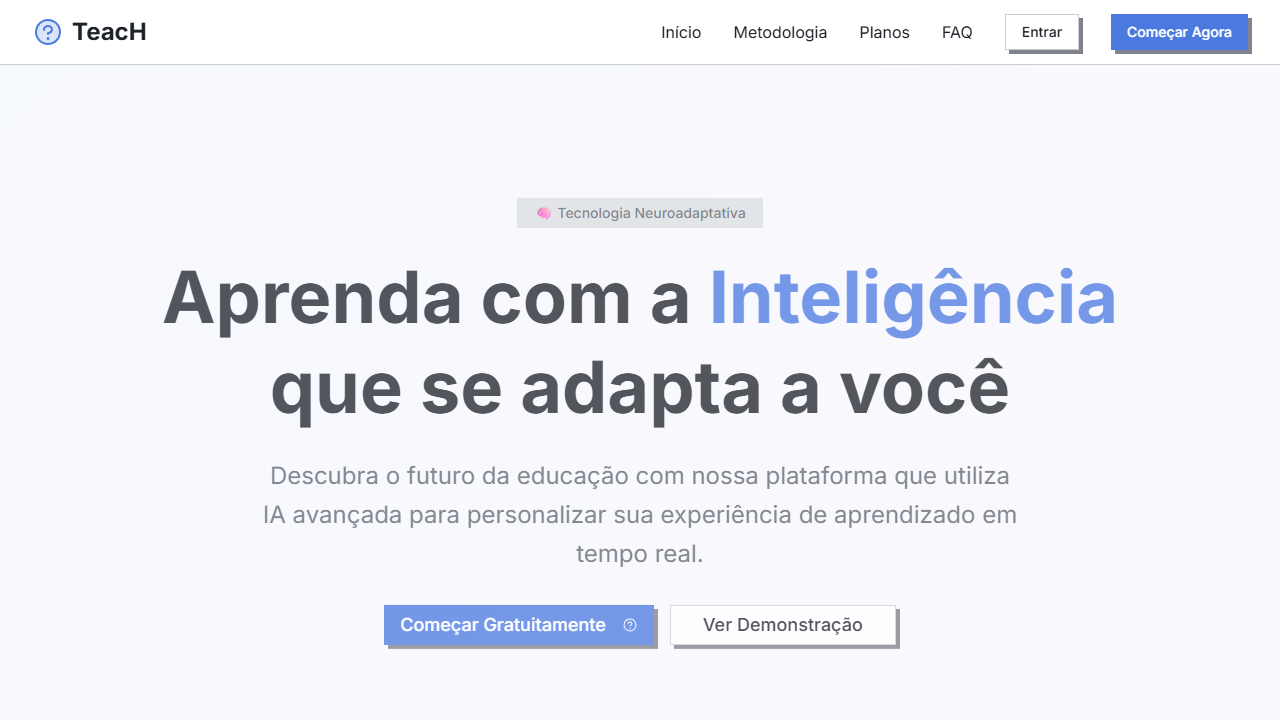 TeacH
Início
Metodologia
Planos
FAQ
Entrar
Começar Agora
🧠 Tecnologia Neuroadaptativa
Aprenda com a Inteligência
que se adapta a você
Descubra o futuro da educação com nossa plataforma que utiliza
IA avançada para personalizar sua experiência de aprendizado em
tempo real.
Começar Gratuitamente
Ver Demonstração